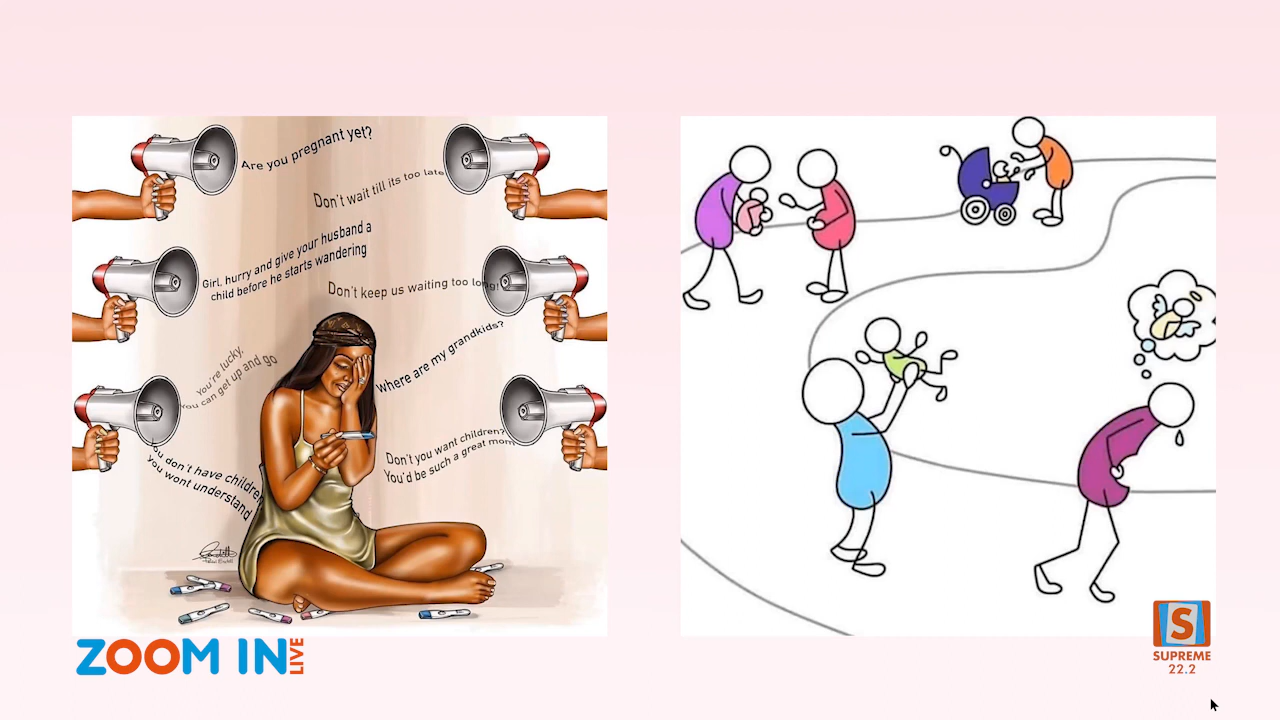 Are you pregnant yet?
Don't wait till its too late
Girl, hurry and give your husband a
child before he starts wandering
Don't keep us waiting too long!
Where are my grandkids?
You're lucky,
you can get up and go
Don't you want children?
You'd be such a great mom
You don't have children
you wont understand
ZOOM IN
LIVE
S
SUPREME
22.2